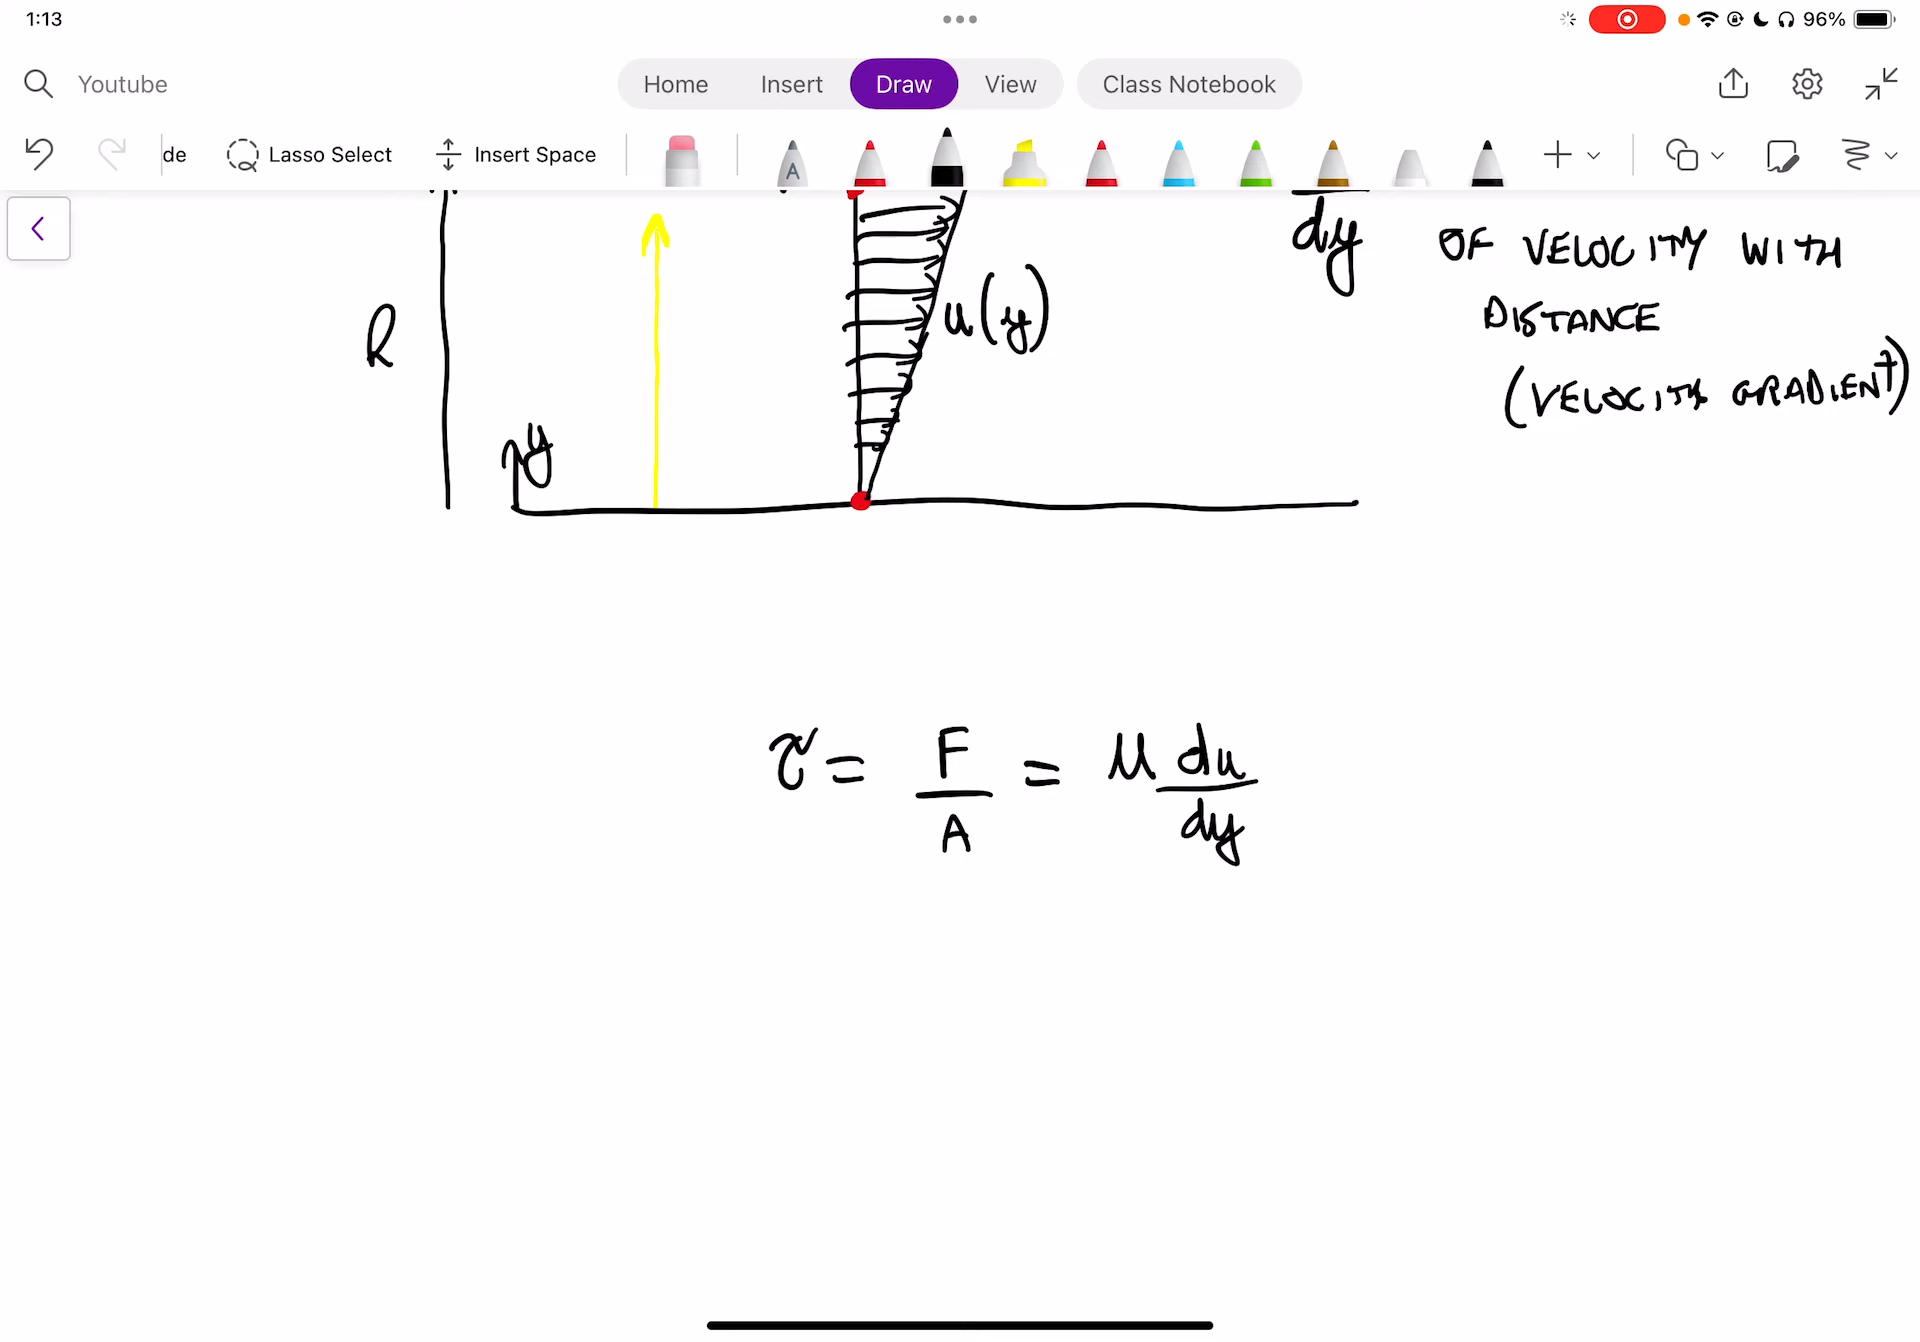 1:13
96%
Youtube
Home Insert Draw View Class Notebook
de Lasso Select Insert Space
A
dy OF VELOCITY WITH
DISTANCE
(VELOCITY GRADIENT)
u(y)
y
τ = F/A = μ du/dy